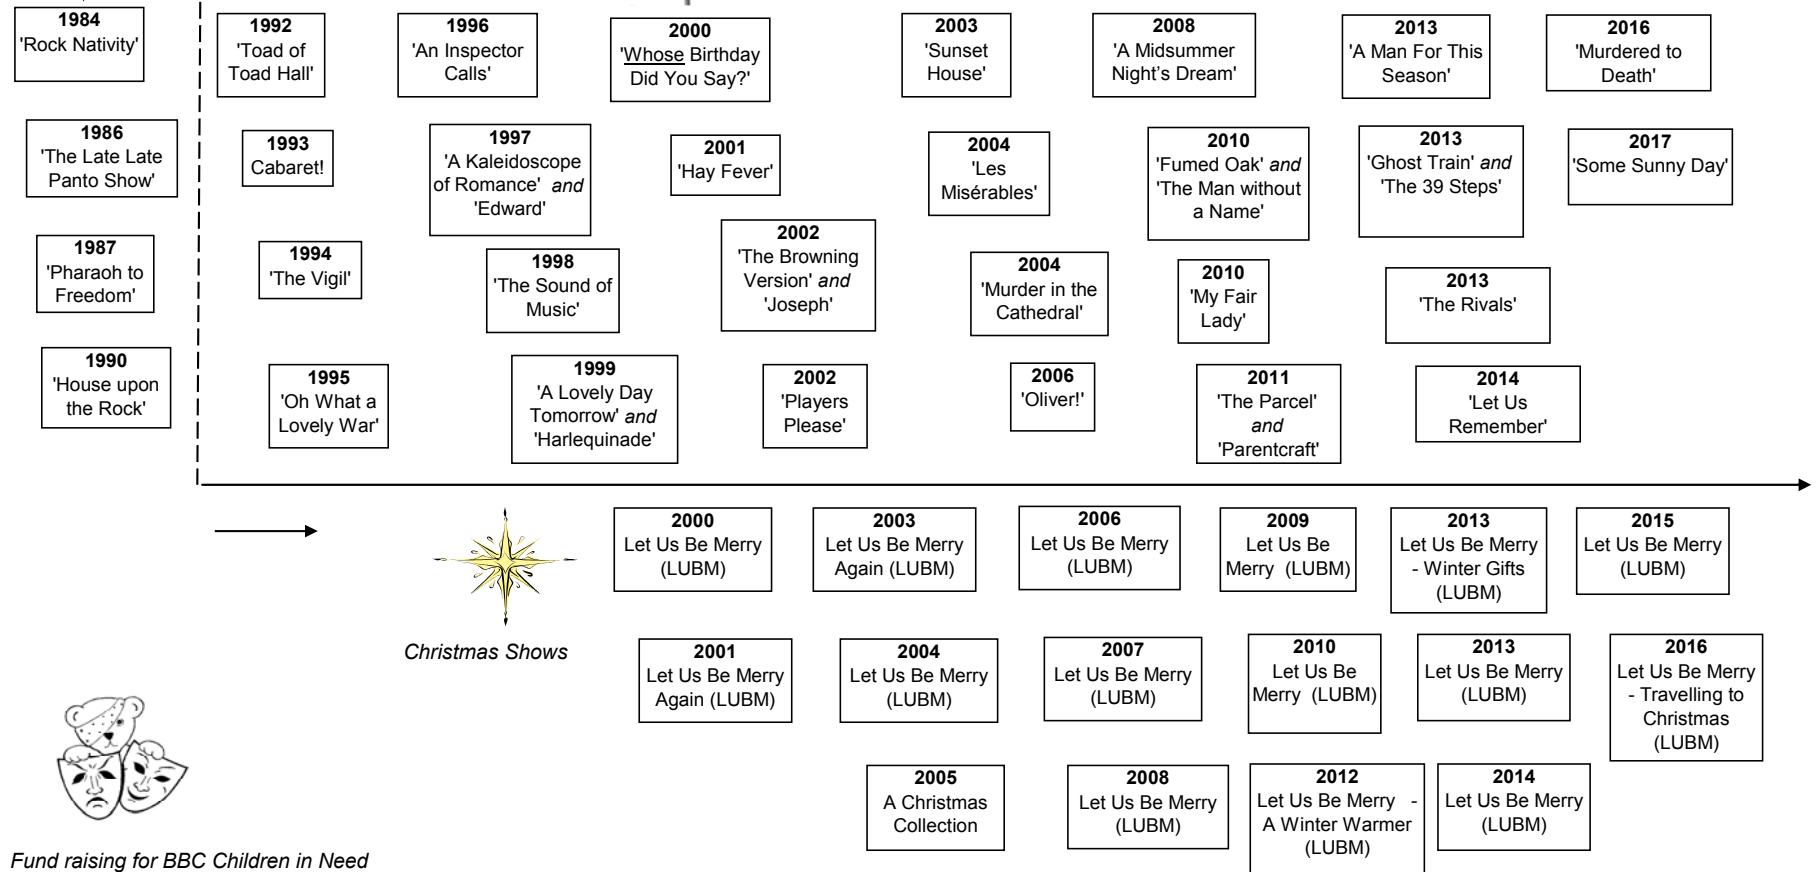 1984
'Rock Nativity'
1986
'The Late Late
Panto Show'
1987
'Pharaoh to
Freedom'
1990
'House upon
the Rock'
1992
'Toad of
Toad Hall'
1993
Cabaret!
1994
'The Vigil'
1995
'Oh What a
Lovely War'
1996
'An Inspector
Calls'
1997
'A Kaleidoscope
of Romance' and
'Edward'
1998
'The Sound of
Music'
1999
'A Lovely Day
Tomorrow' and
'Harlequinade'
2000
'Whose Birthday
Did You Say?'
2001
'Hay Fever'
2002
'The Browning
Version' and
'Joseph'
2002
'Players
Please'
2003
'Sunset
House'
2004
'Les
Misérables'
2004
'Murder in the
Cathedral'
2006
'Oliver!'
2008
'A Midsummer
Night’s Dream'
2010
'Fumed Oak' and
'The Man without
a Name'
2010
'My Fair
Lady'
2011
'The Parcel'
and
'Parentcraft'
2013
'A Man For This
Season'
2013
'Ghost Train' and
'The 39 Steps'
2013
'The Rivals'
2014
'Let Us
Remember'
2016
'Murdered to
Death'
2017
'Some Sunny Day'
Christmas Shows
2000
Let Us Be Merry
(LUBM)
2001
Let Us Be Merry
Again (LUBM)
2003
Let Us Be Merry
Again (LUBM)
2004
Let Us Be Merry
(LUBM)
2005
A Christmas
Collection
2006
Let Us Be Merry
(LUBM)
2007
Let Us Be Merry
(LUBM)
2008
Let Us Be Merry
(LUBM)
2009
Let Us Be
Merry (LUBM)
2010
Let Us Be
Merry (LUBM)
2012
Let Us Be Merry -
A Winter Warmer
(LUBM)
2013
Let Us Be Merry
- Winter Gifts
(LUBM)
2013
Let Us Be Merry
(LUBM)
2014
Let Us Be Merry
(LUBM)
2015
Let Us Be Merry
(LUBM)
2016
Let Us Be Merry
- Travelling to
Christmas
(LUBM)
Fund raising for BBC Children in Need